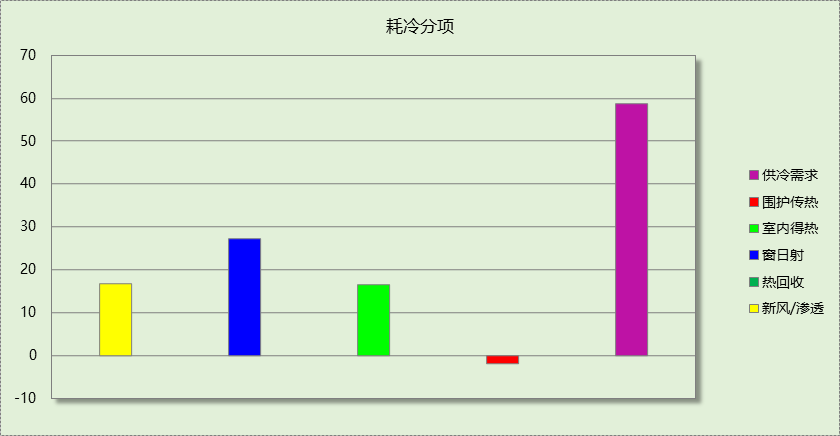 耗冷分项
70
60
50
40
30
20
10
0
-10
供冷需求
围护传热
室内得热
窗日射
热回收
新风/渗透